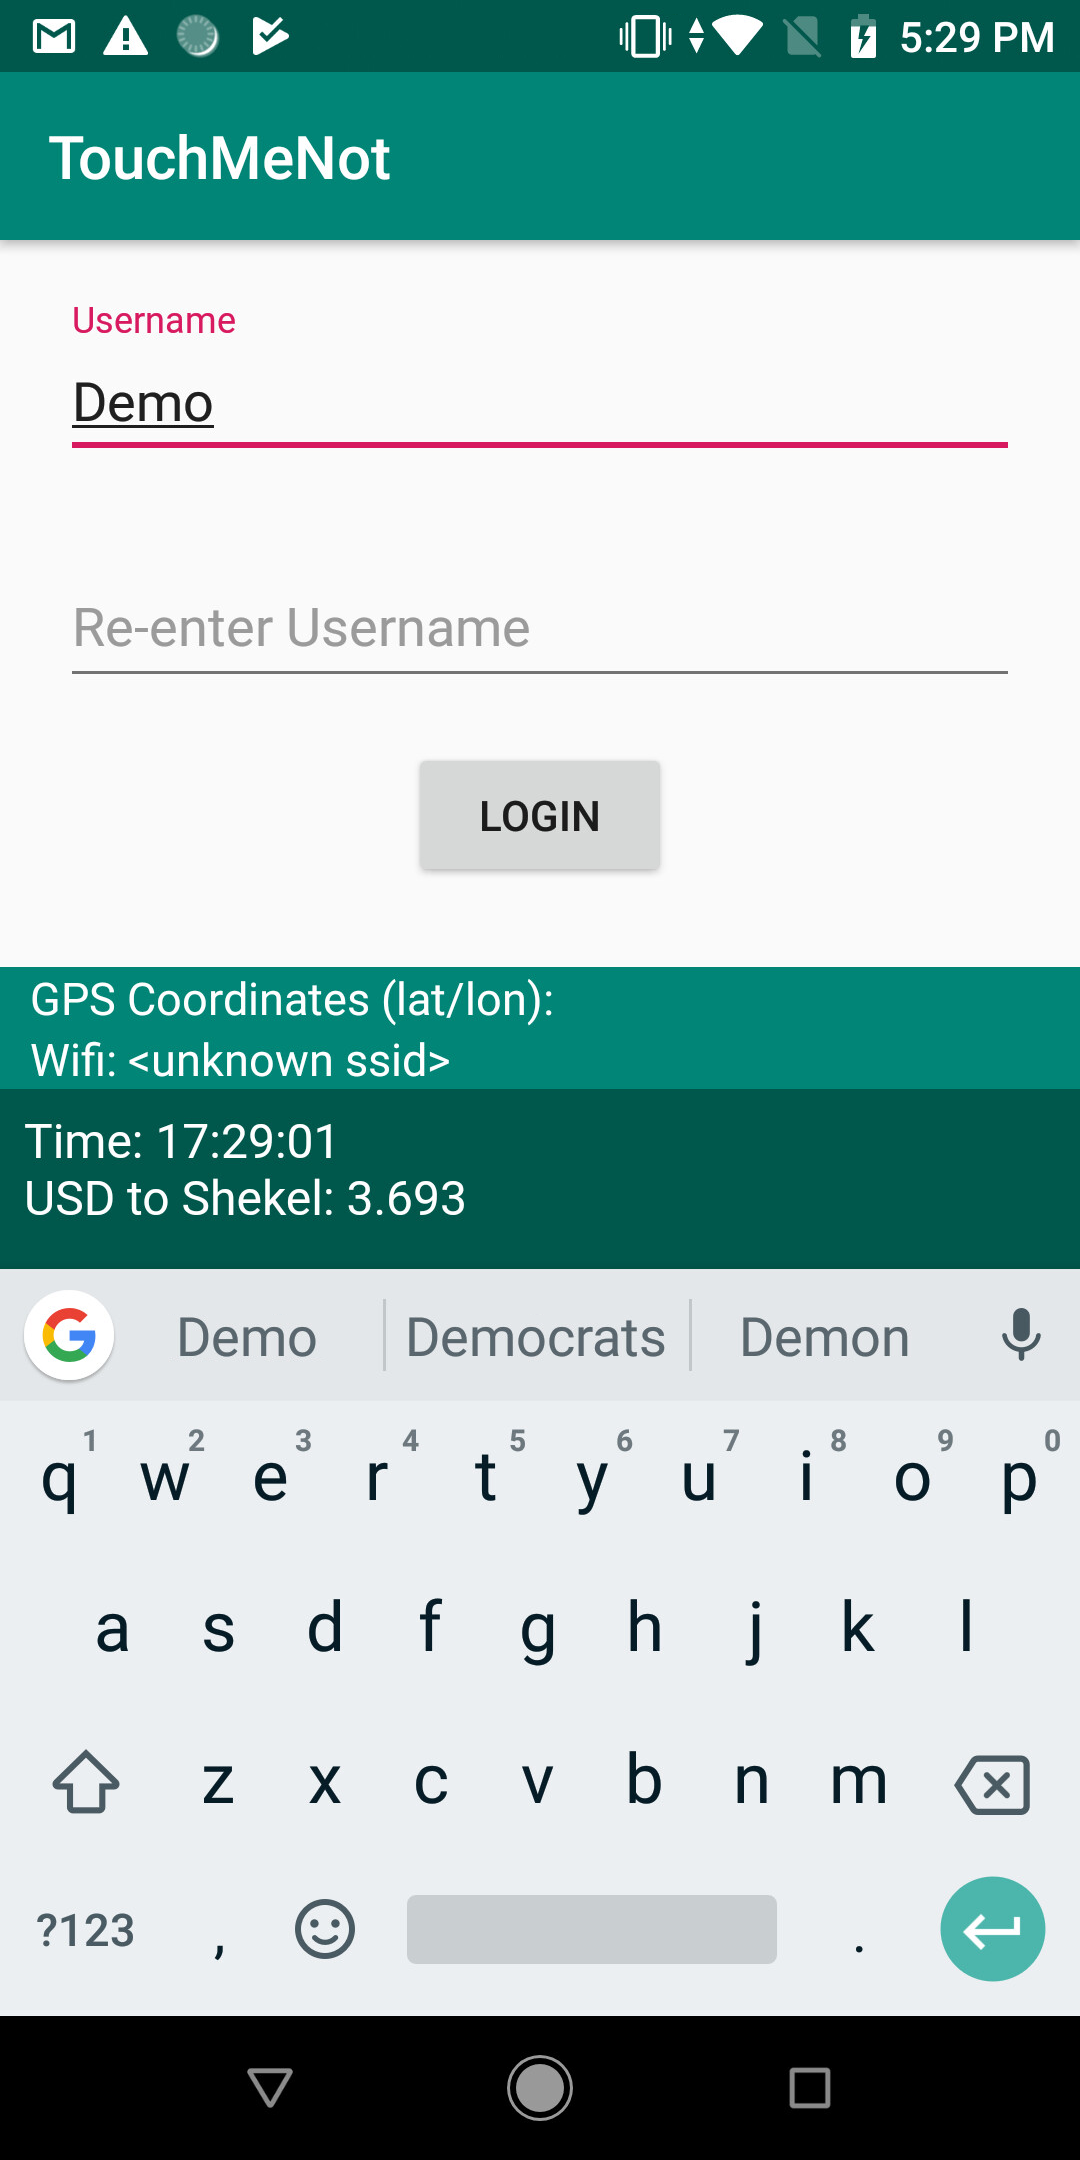 5:29 PM
TouchMeNot
Username
Demo
Re-enter Username
LOGIN
GPS Coordinates (lat/lon):
Wifi: <unknown ssid>
Time: 17:29:01
USD to Shekel: 3.693
Demo Democrats Demon
1 2 3 4 5 6 7 8 9 0
q w e r t y u i o p
a s d f g h j k l
z x c v b n m
?123 , .